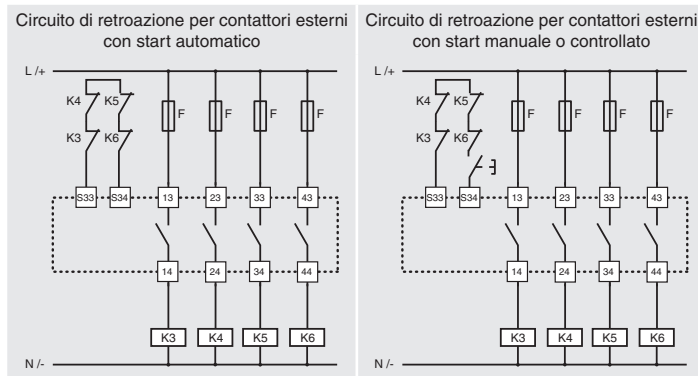 Circuito di retroazione per contattori esterni
con start automatico
L /+
K4 K5 F F F F
K3 K6
S33 S34 13 23 33 43
14 24 34 44
K3 K4 K5 K6
N /-
Circuito di retroazione per contattori esterni
con start manuale o controllato
L /+
K4 K5 F F F F
K3 K6
S33 S34 13 23 33 43
14 24 34 44
K3 K4 K5 K6
N /-